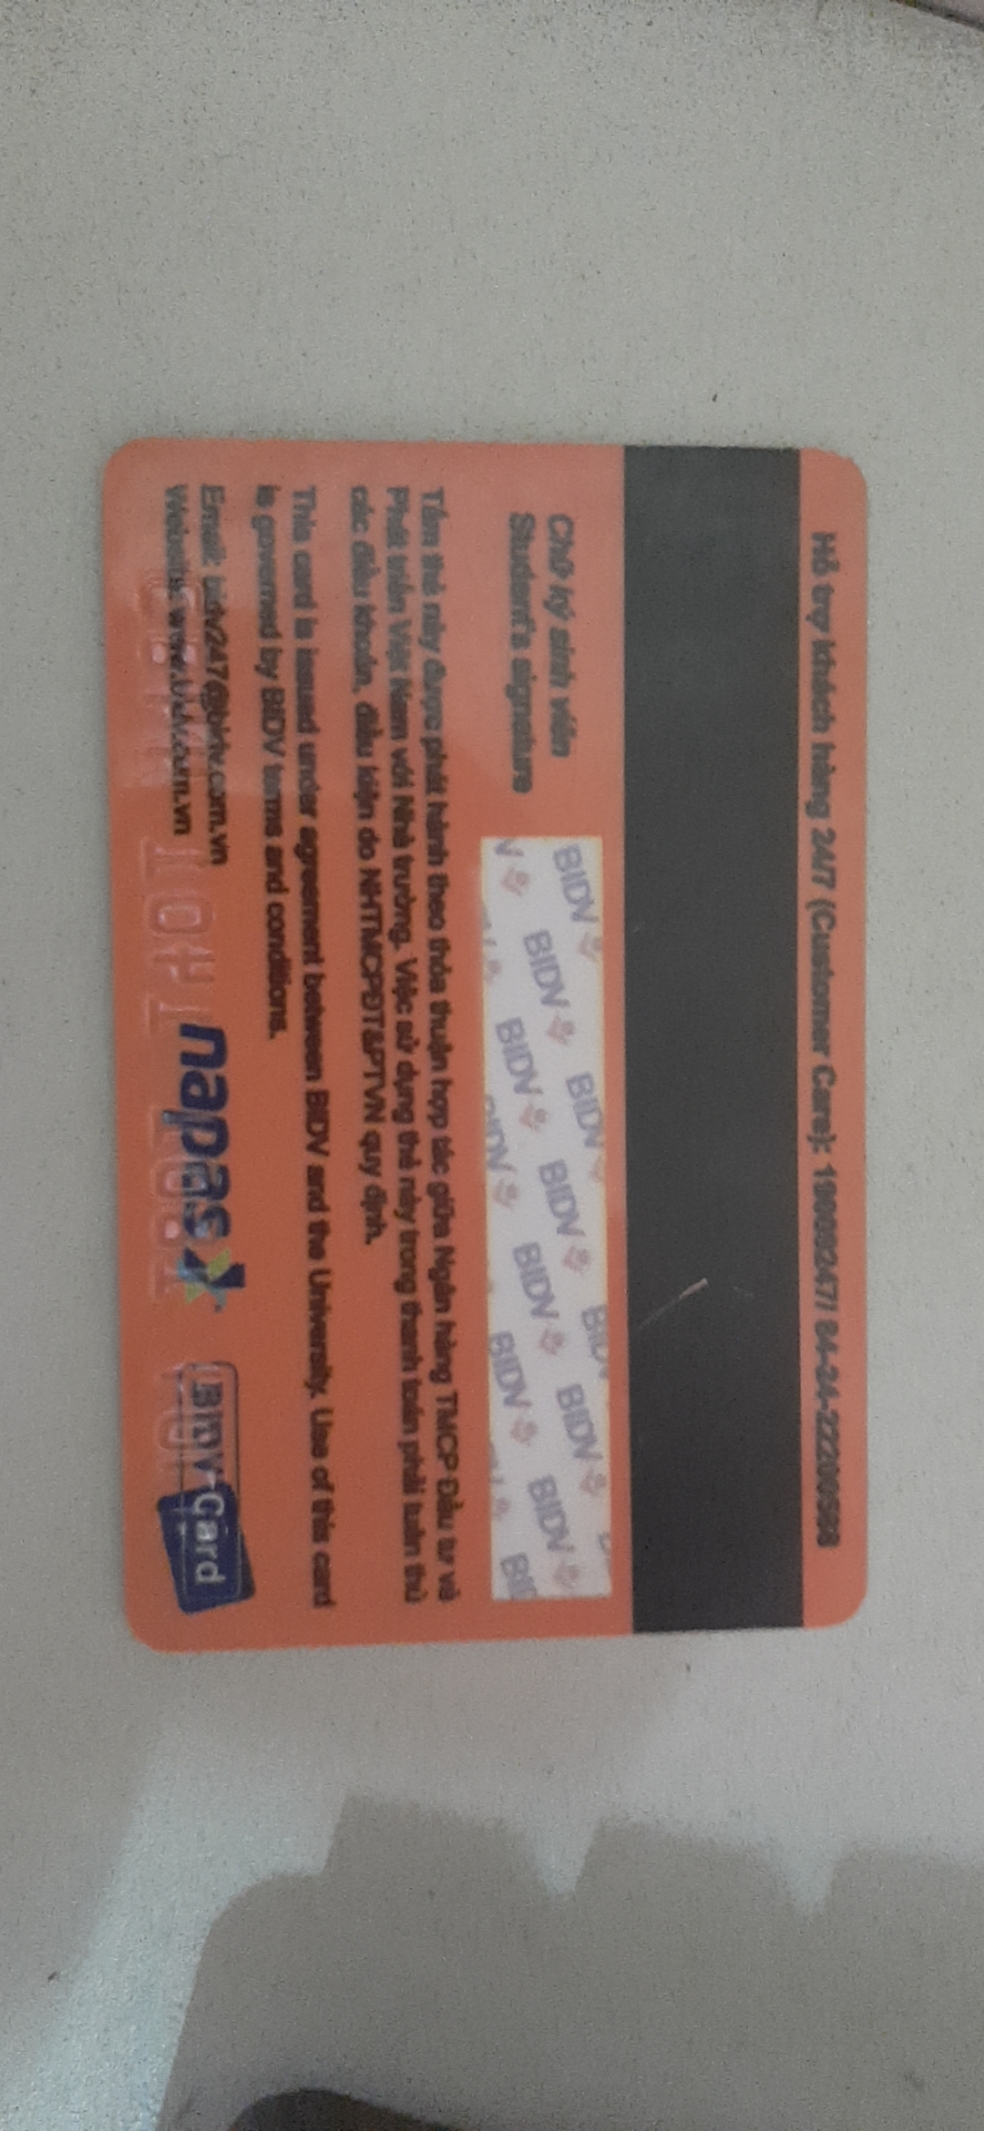 Hỗ trợ khách hàng 24/7 (Customer Care): 19009247/ 84-24-22200588
Chữ ký sinh viên
Student's signature
BIDV BIDV BIDV BIDV BIDV
BIDV BIDV BIDV
BIDV BIDV BIDV
Tấm thẻ này được phát hành theo thỏa thuận hợp tác giữa Ngân hàng TMCP Đầu tư và
Phát triển Việt Nam với Nhà trường. Việc sử dụng thẻ này trong thanh toán phải tuân thủ
các điều khoản, điều kiện do NHTMCPĐT&PTVN quy định.
This card is issued under agreement between BIDV and the University. Use of this card
is governed by BIDV terms and conditions.
Email: bidv247@bidv.com.vn
Website: www.bidv.com.vn
napas
BIDV Card